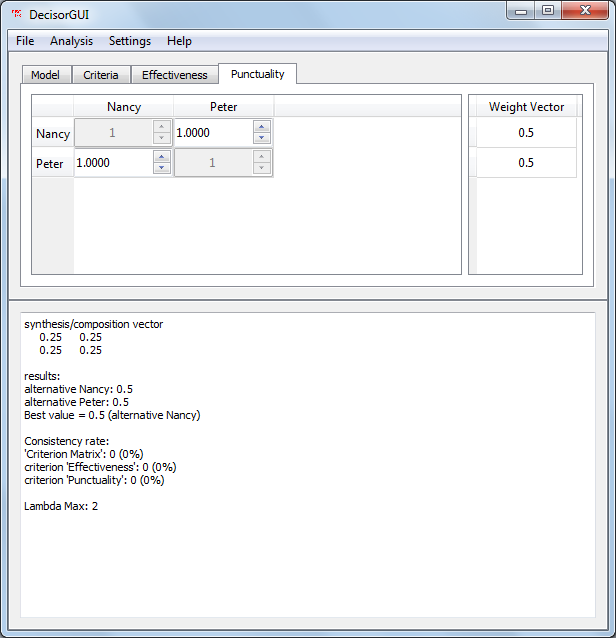 DecisorGUI
File Analysis Settings Help
Model Criteria Effectiveness Punctuality
Nancy Peter Weight Vector
Nancy 1 1.0000 0.5
Peter 1.0000 1 0.5
synthesis/composition vector
0.25 0.25
0.25 0.25
results:
alternative Nancy: 0.5
alternative Peter: 0.5
Best value = 0.5 (alternative Nancy)
Consistency rate:
'Criterion Matrix': 0 (0%)
criterion 'Effectiveness': 0 (0%)
criterion 'Punctuality': 0 (0%)
Lambda Max: 2